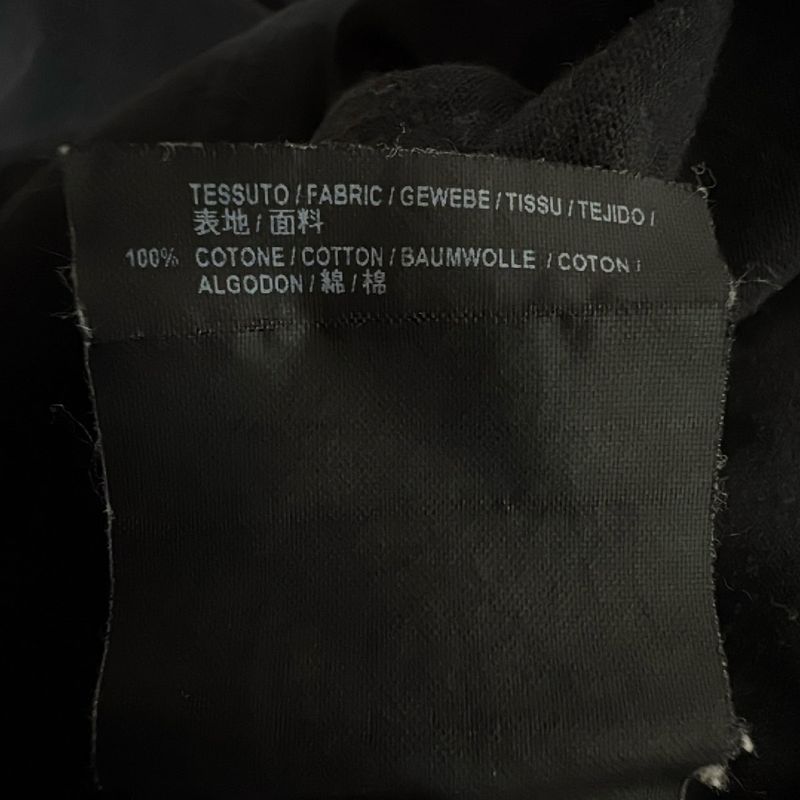 TESSUTO / FABRIC / GEWEBE / TISSU / TEJIDO /
表地 / 面料
100% COTONE / COTTON / BAUMWOLLE / COTON /
ALGODON / 綿 / 棉